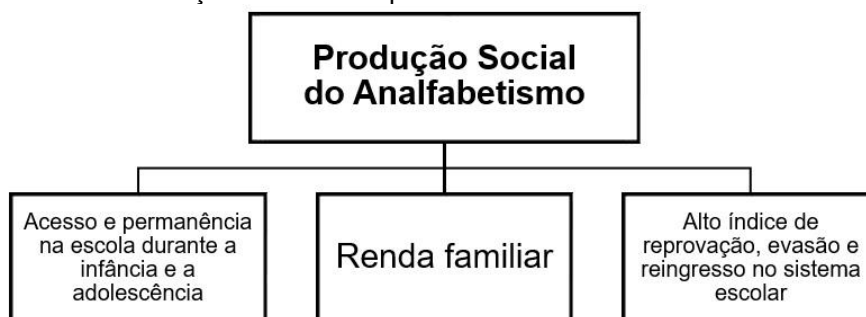 Produção Social
do Analfabetismo
Acesso e permanência
na escola durante a
infância e a
adolescência
Renda familiar
Alto índice de
reprovação, evasão e
reingresso no sistema
escolar